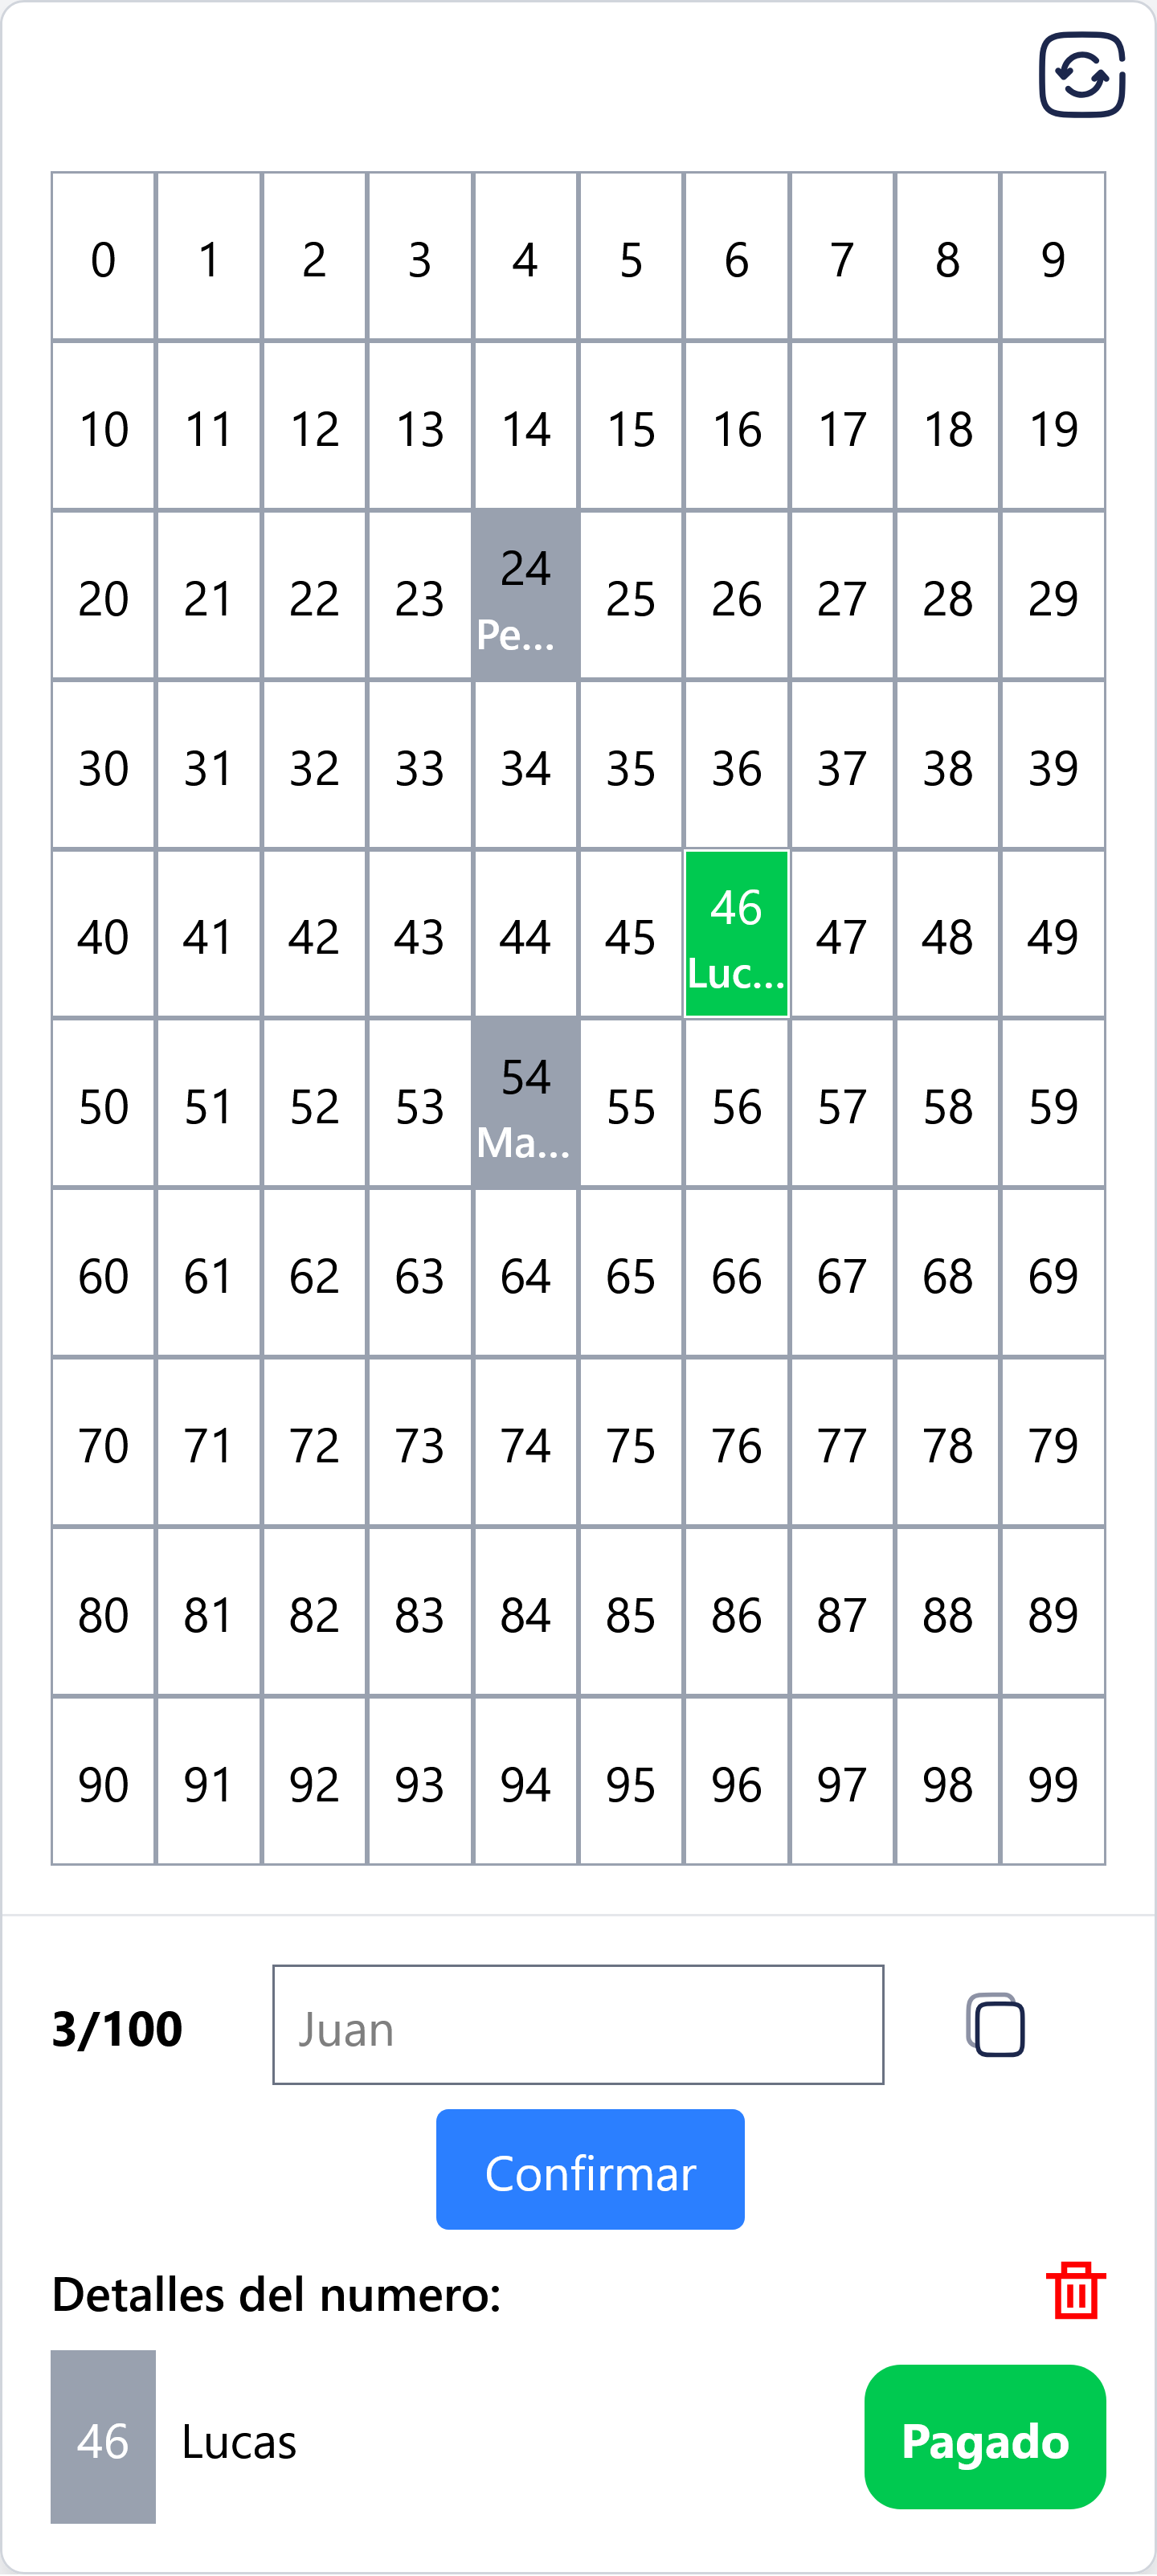 0 1 2 3 4 5 6 7 8 9
10 11 12 13 14 15 16 17 18 19
20 21 22 23 24 25 26 27 28 29
Pe...
30 31 32 33 34 35 36 37 38 39
40 41 42 43 44 45 46 47 48 49
Luc...
50 51 52 53 54 55 56 57 58 59
Ma...
60 61 62 63 64 65 66 67 68 69
70 71 72 73 74 75 76 77 78 79
80 81 82 83 84 85 86 87 88 89
90 91 92 93 94 95 96 97 98 99
3/100 Juan
Confirmar
Detalles del numero:
46 Lucas Pagado